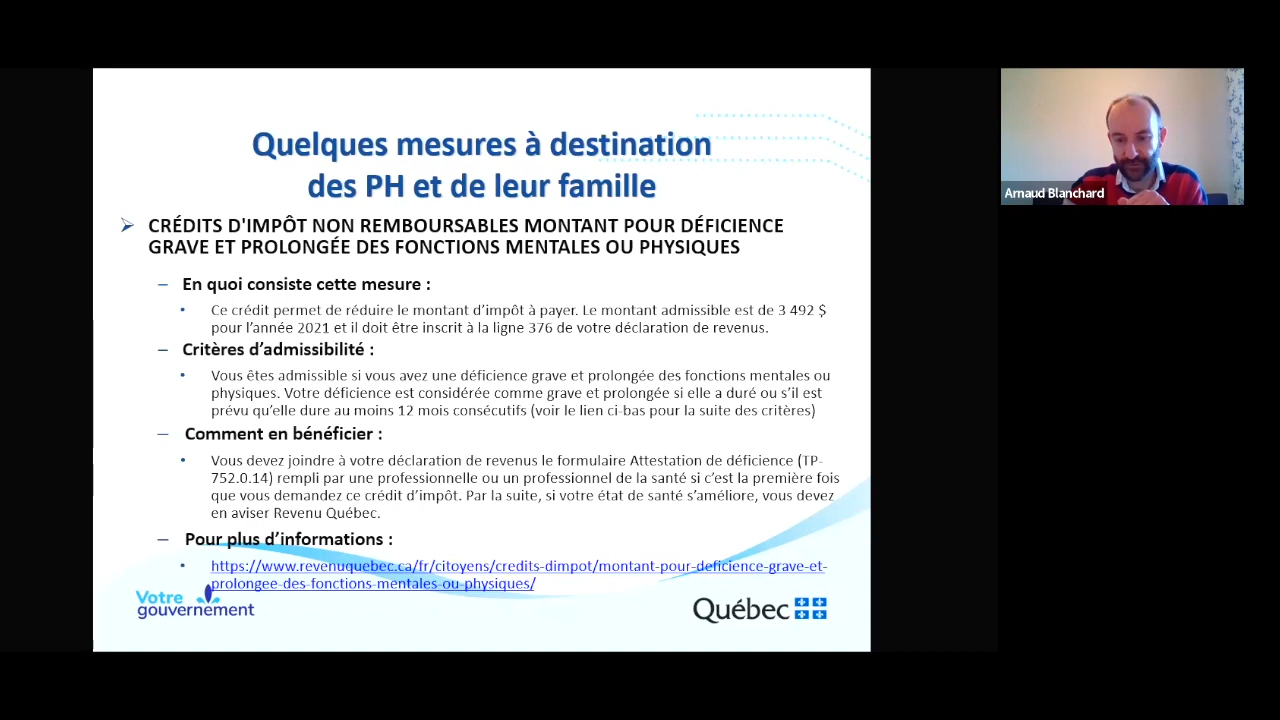 Quelques mesures à destination
des PH et de leur famille
CRÉDITS D'IMPÔT NON REMBOURSABLES MONTANT POUR DÉFICIENCE
GRAVE ET PROLONGÉE DES FONCTIONS MENTALES OU PHYSIQUES
– En quoi consiste cette mesure :
• Ce crédit permet de réduire le montant d’impôt à payer. Le montant admissible est de 3 492 $
pour l’année 2021 et il doit être inscrit à la ligne 376 de votre déclaration de revenus.
– Critères d’admissibilité :
• Vous êtes admissible si vous avez une déficience grave et prolongée des fonctions mentales ou
physiques. Votre déficience est considérée comme grave et prolongée si elle a duré ou s’il est
prévu qu’elle dure au moins 12 mois consécutifs (voir le lien ci-bas pour la suite des critères)
– Comment en bénéficier :
• Vous devez joindre à votre déclaration de revenus le formulaire Attestation de déficience (TP-
752.0.14) rempli par une professionnelle ou un professionnel de la santé si c’est la première fois
que vous demandez ce crédit d’impôt. Par la suite, si votre état de santé s’améliore, vous devez
en aviser Revenu Québec.
– Pour plus d’informations :
• https://www.revenuquebec.ca/fr/citoyens/credits-dimpot/montant-pour-deficience-grave-et-
prolongee-des-fonctions-mentales-ou-physiques/
Votre
gouvernement
Québec
Arnaud Blanchard